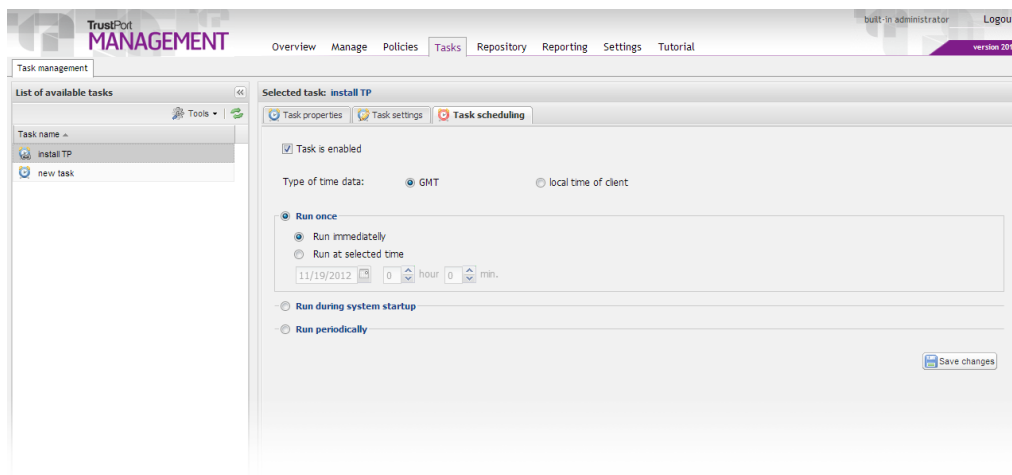 built-in administrator
Logou
TrustPort
MANAGEMENT
Overview Manage Policies Tasks Repository Reporting Settings Tutorial
version 201
Task management
List of available tasks
Selected task: install TP
Tools
Task properties Task settings Task scheduling
Task name
install TP
new task
Task is enabled
Type of time data: GMT local time of client
Run once
Run immediatelly
Run at selected time
11/19/2012 0 hour 0 min.
Run during system startup
Run periodically
Save changes